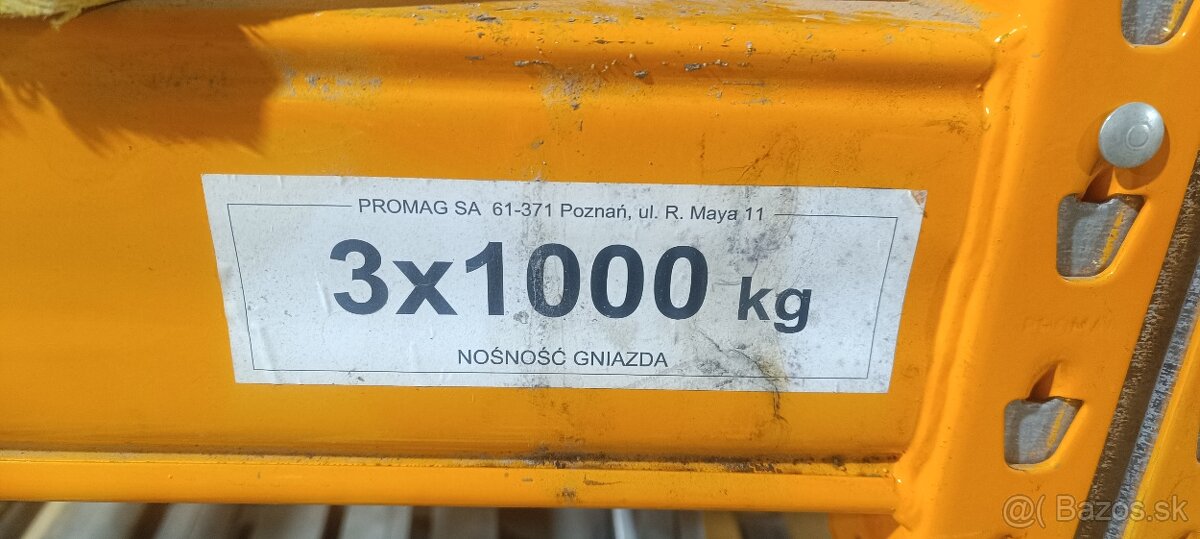 PROMAG SA 61-371 Poznań, ul. R. Maya 11
3x1000 kg
NOŚNOŚĆ GNIAZDA
@( Bazos.sk